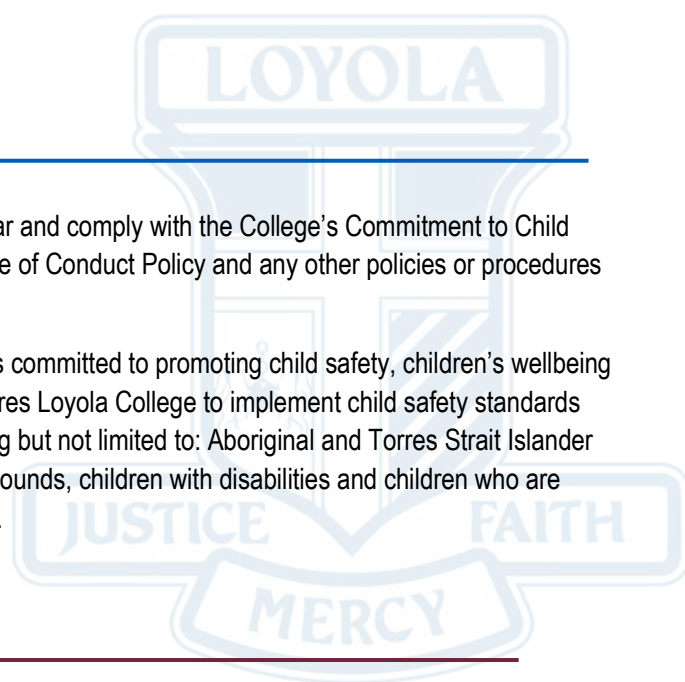 LOYOLA
ar and comply with the College’s Commitment to Child
e of Conduct Policy and any other policies or procedures
s committed to promoting child safety, children’s wellbeing
res Loyola College to implement child safety standards
g but not limited to: Aboriginal and Torres Strait Islander
ounds, children with disabilities and children who are
.
JUSTICE FAITH
MERCY